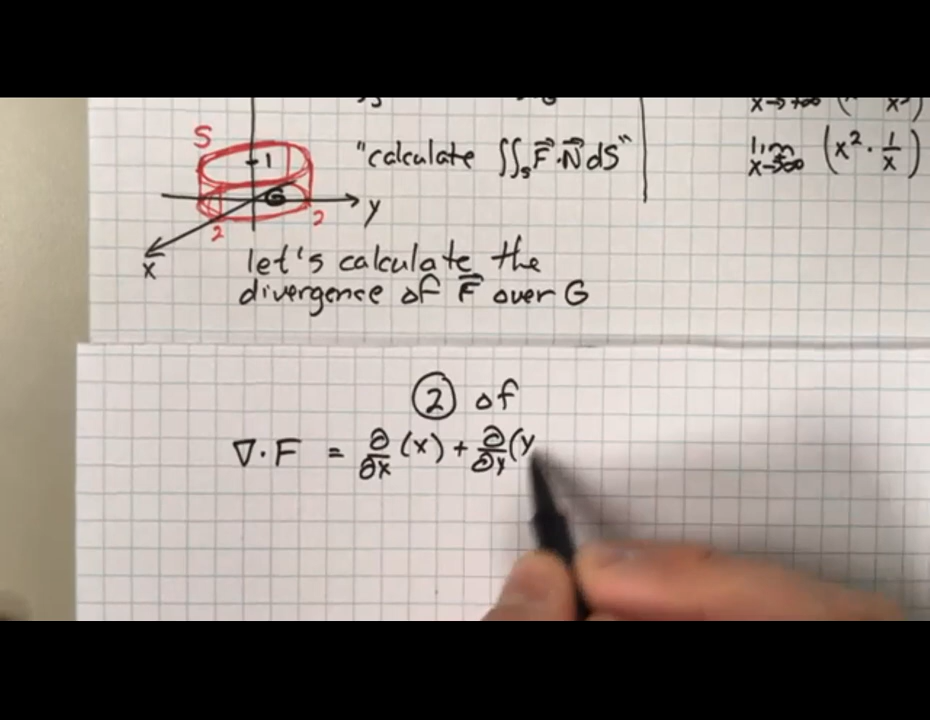 S
1
G
y
2
2
x
"calculate ∬ₛ F⃗·N⃗ dS"
let's calculate the
divergence of F⃗ over G
lim x→∞ (x² · 1/x)
② of
∇·F = ∂/∂x (x) + ∂/∂y (y